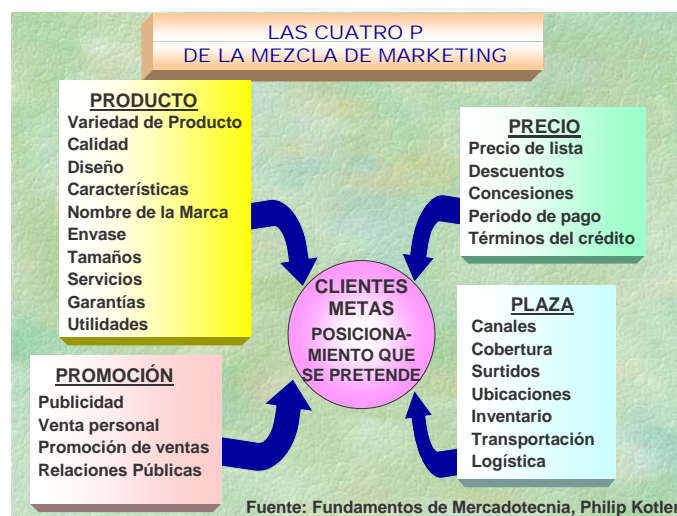 LAS CUATRO P
DE LA MEZCLA DE MARKETING
PRODUCTO
Variedad de Producto
Calidad
Diseño
Características
Nombre de la Marca
Envase
Tamaños
Servicios
Garantías
Utilidades
PRECIO
Precio de lista
Descuentos
Concesiones
Periodo de pago
Términos del crédito
CLIENTES
METAS
POSICIONA-
MIENTO QUE
SE PRETENDE
PROMOCIÓN
Publicidad
Venta personal
Promoción de ventas
Relaciones Públicas
PLAZA
Canales
Cobertura
Surtidos
Ubicaciones
Inventario
Transportación
Logística
Fuente: Fundamentos de Mercadotecnia, Philip Kotler